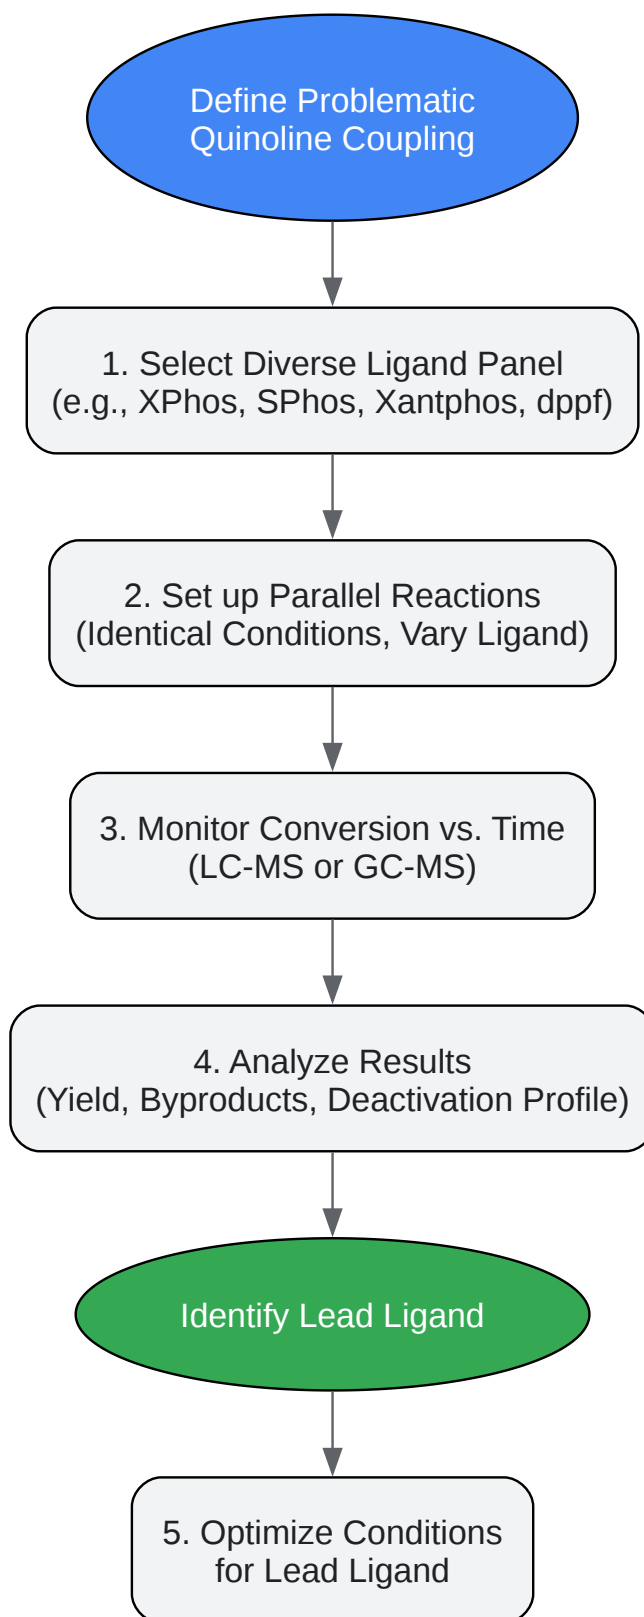 Define Problematic
Quinoline Coupling
1. Select Diverse Ligand Panel
(e.g., XPhos, SPhos, Xantphos, dppf)
2. Set up Parallel Reactions
(Identical Conditions, Vary Ligand)
3. Monitor Conversion vs. Time
(LC-MS or GC-MS)
4. Analyze Results
(Yield, Byproducts, Deactivation Profile)
Identify Lead Ligand
5. Optimize Conditions
for Lead Ligand